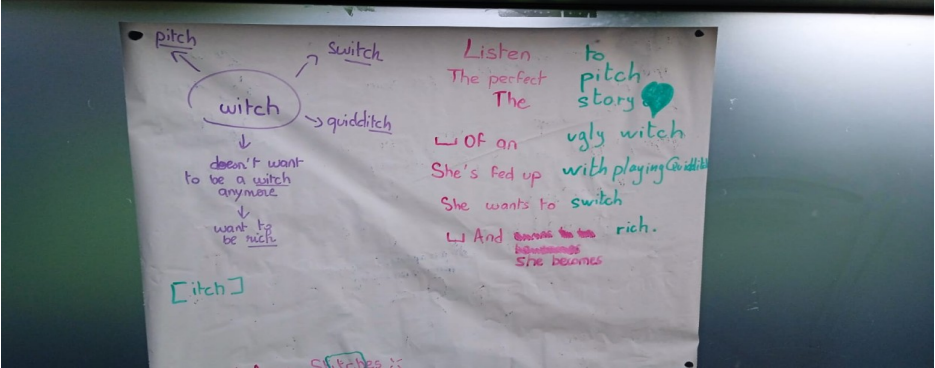 pitch
switch
witch
quidditch
doesn't want
to be a witch
anymore
want to
be rich
[itch]
Listen to
The perfect pitch
The story
Of an ugly witch
She's fed up with playing Quidditch
She wants to switch
And rich.
She becomes
Stitches